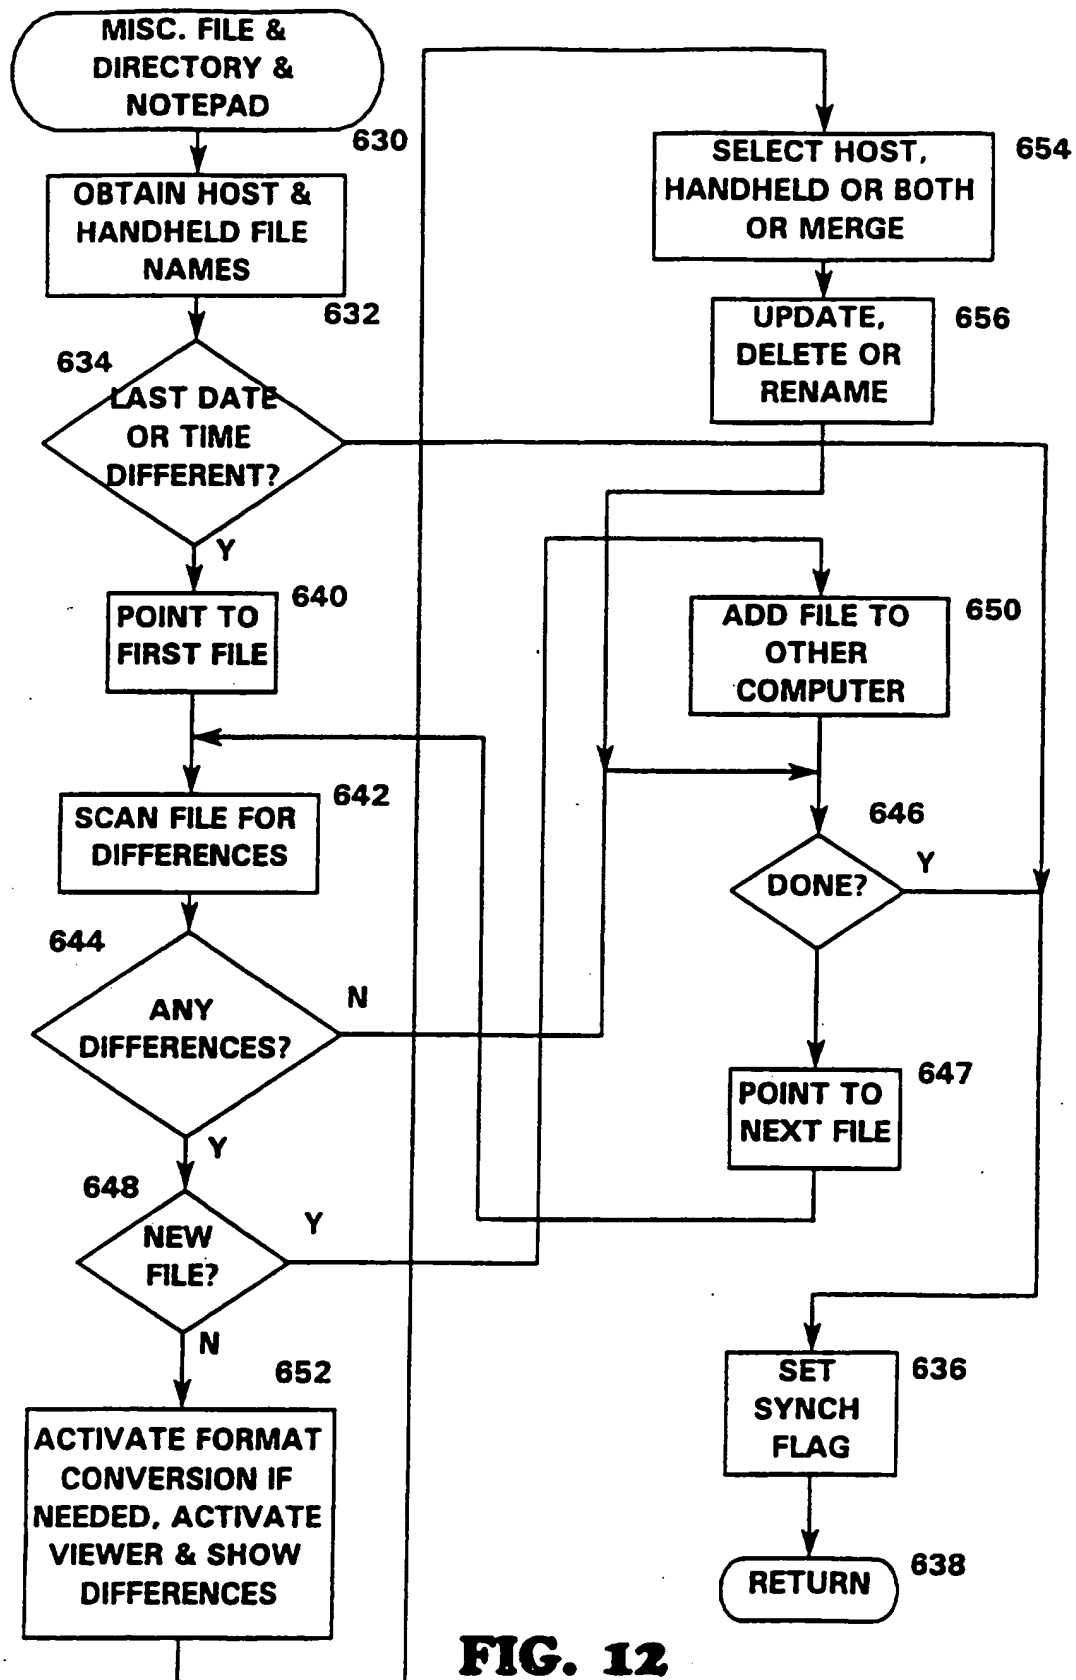 MISC. FILE &
DIRECTORY &
NOTEPAD
630
OBTAIN HOST &
HANDHELD FILE
NAMES
632
634
LAST DATE
OR TIME
DIFFERENT?
Y
640
POINT TO
FIRST FILE
642
SCAN FILE FOR
DIFFERENCES
644
ANY
DIFFERENCES?
N
Y
648
NEW
FILE?
Y
N
652
ACTIVATE FORMAT
CONVERSION IF
NEEDED, ACTIVATE
VIEWER & SHOW
DIFFERENCES
654
SELECT HOST,
HANDHELD OR BOTH
OR MERGE
656
UPDATE,
DELETE OR
RENAME
650
ADD FILE TO
OTHER
COMPUTER
646
DONE?
Y
647
POINT TO
NEXT FILE
636
SET
SYNCH
FLAG
638
RETURN
FIG. 12